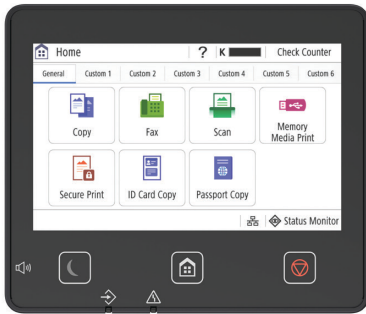 Home ? K Check Counter
General Custom 1 Custom 2 Custom 3 Custom 4 Custom 5 Custom 6
Copy Fax Scan Memory
Media Print
Secure Print ID Card Copy Passport Copy
Status Monitor